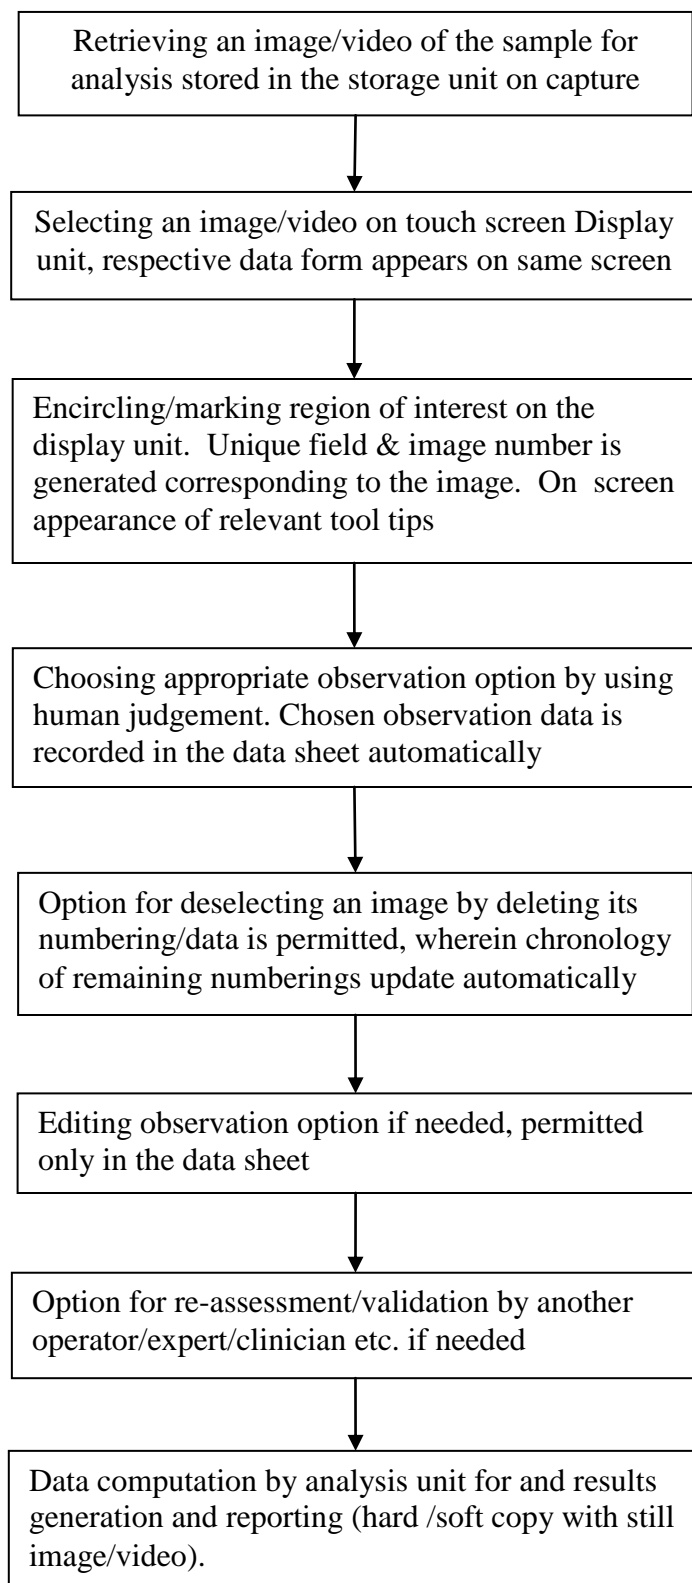 Retrieving an image/video of the sample for
analysis stored in the storage unit on capture
Selecting an image/video on touch screen Display
unit, respective data form appears on same screen
Encircling/marking region of interest on the
display unit.  Unique field & image number is
generated corresponding to the image.  On  screen
appearance of relevant tool tips
Choosing appropriate observation option by using
human judgement. Chosen observation data is
recorded in the data sheet automatically
Option for deselecting an image by deleting its
numbering/data is permitted, wherein chronology
of remaining numberings update automatically
Editing observation option if needed, permitted
only in the data sheet
Option for re-assessment/validation by another
operator/expert/clinician etc. if needed
Data computation by analysis unit for and results
generation and reporting (hard /soft copy with still
image/video).